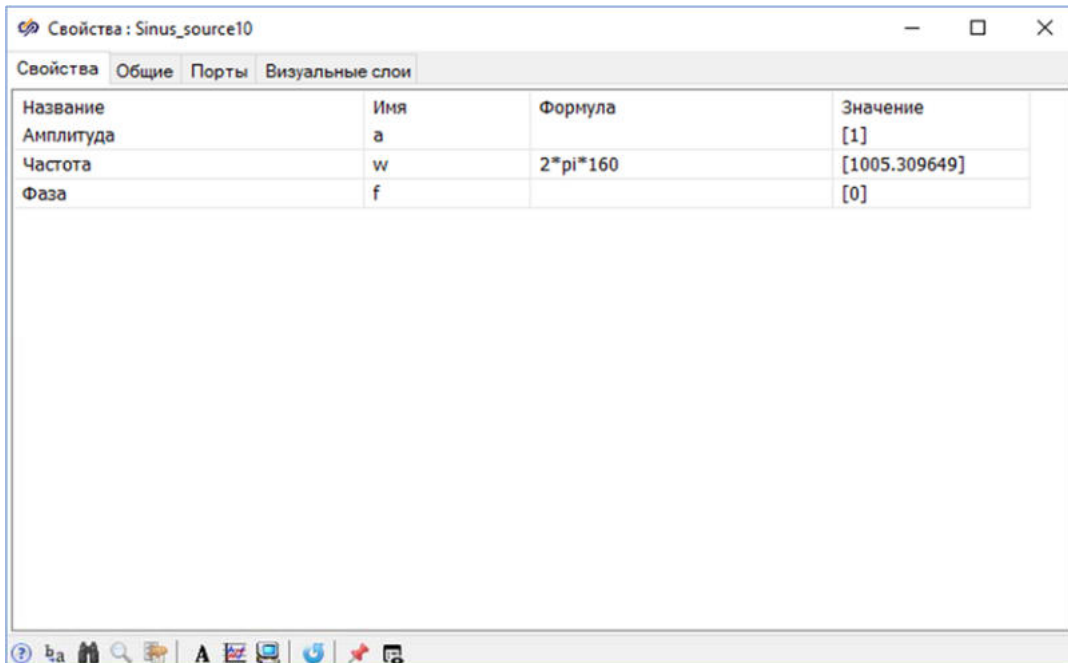 Свойства : Sinus_source10
Свойства Общие Порты Визуальные слои
Название Имя Формула Значение
Амплитуда a [1]
Частота w 2*pi*160 [1005.309649]
Фаза f [0]